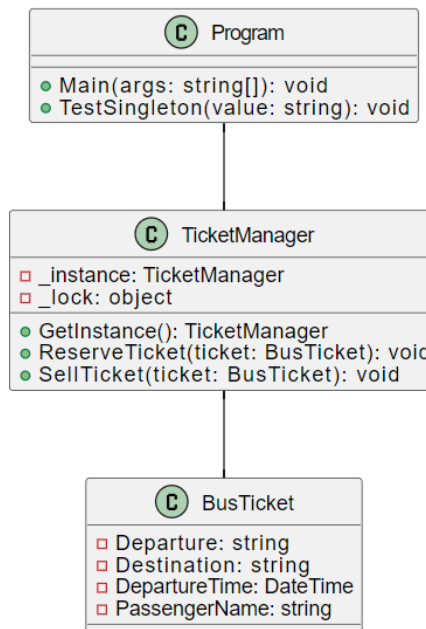 C Program
Main(args: string[]): void
TestSingleton(value: string): void
C TicketManager
_instance: TicketManager
_lock: object
GetInstance(): TicketManager
ReserveTicket(ticket: BusTicket): void
SellTicket(ticket: BusTicket): void
C BusTicket
Departure: string
Destination: string
DepartureTime: DateTime
PassengerName: string